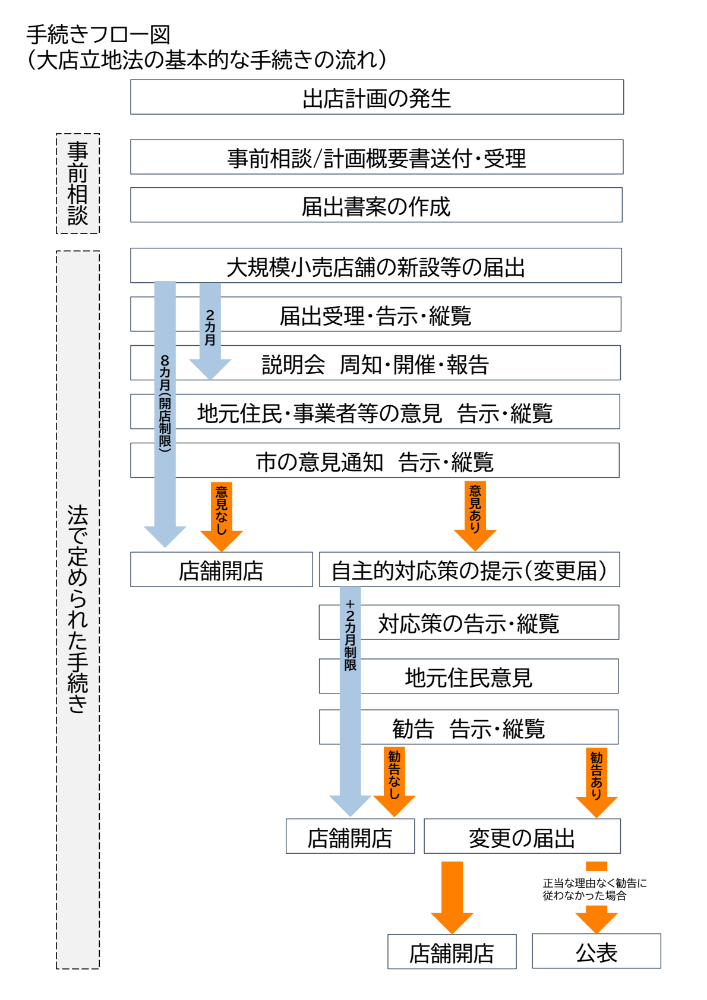 手続きフロー図
（大店立地法の基本的な手続きの流れ）
出店計画の発生
事前相談
事前相談/計画概要書送付・受理
届出書案の作成
法で定められた手続き
大規模小売店舗の新設等の届出
届出受理・告示・縦覧
2カ月
説明会　周知・開催・報告
8カ月（開店制限）
地元住民・事業者等の意見　告示・縦覧
市の意見通知　告示・縦覧
意見なし
意見あり
店舗開店
自主的対応策の提示（変更届）
＋2カ月制限
対応策の告示・縦覧
地元住民意見
勧告　告示・縦覧
勧告なし
勧告あり
店舗開店
変更の届出
正当な理由なく勧告に
従わなかった場合
店舗開店
公表